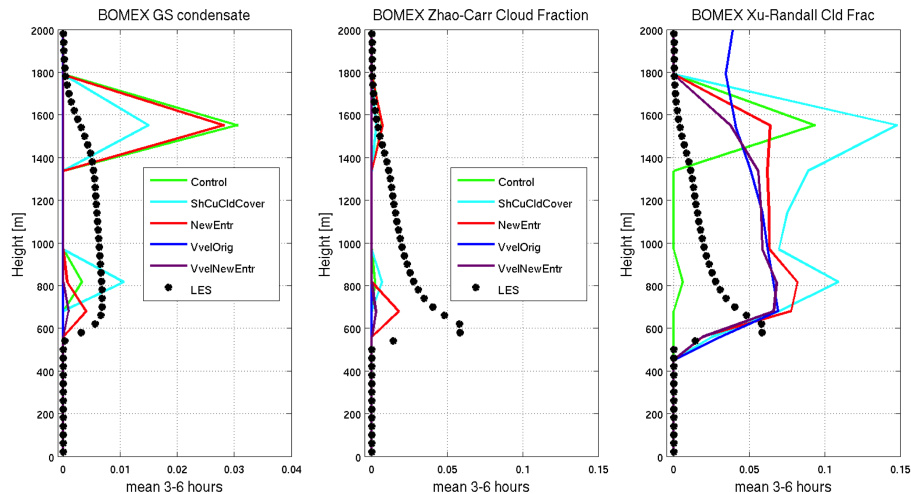 BOMEX GS condensate
2000
1800
1600
1400
1200
1000
800
600
400
200
0
Height [m]
Control
ShCuCldCover
NewEntr
VvelOrig
VvelNewEntr
LES
0 0.01 0.02 0.03 0.04
mean 3-6 hours
BOMEX Zhao-Carr Cloud Fraction
2000
1800
1600
1400
1200
1000
800
600
400
200
0
Height [m]
Control
ShCuCldCover
NewEntr
VvelOrig
VvelNewEntr
LES
0 0.05 0.1 0.15
mean 3-6 hours
BOMEX Xu-Randall Cld Frac
2000
1800
1600
1400
1200
1000
800
600
400
200
0
Height [m]
0 0.05 0.1 0.15
mean 3-6 hours